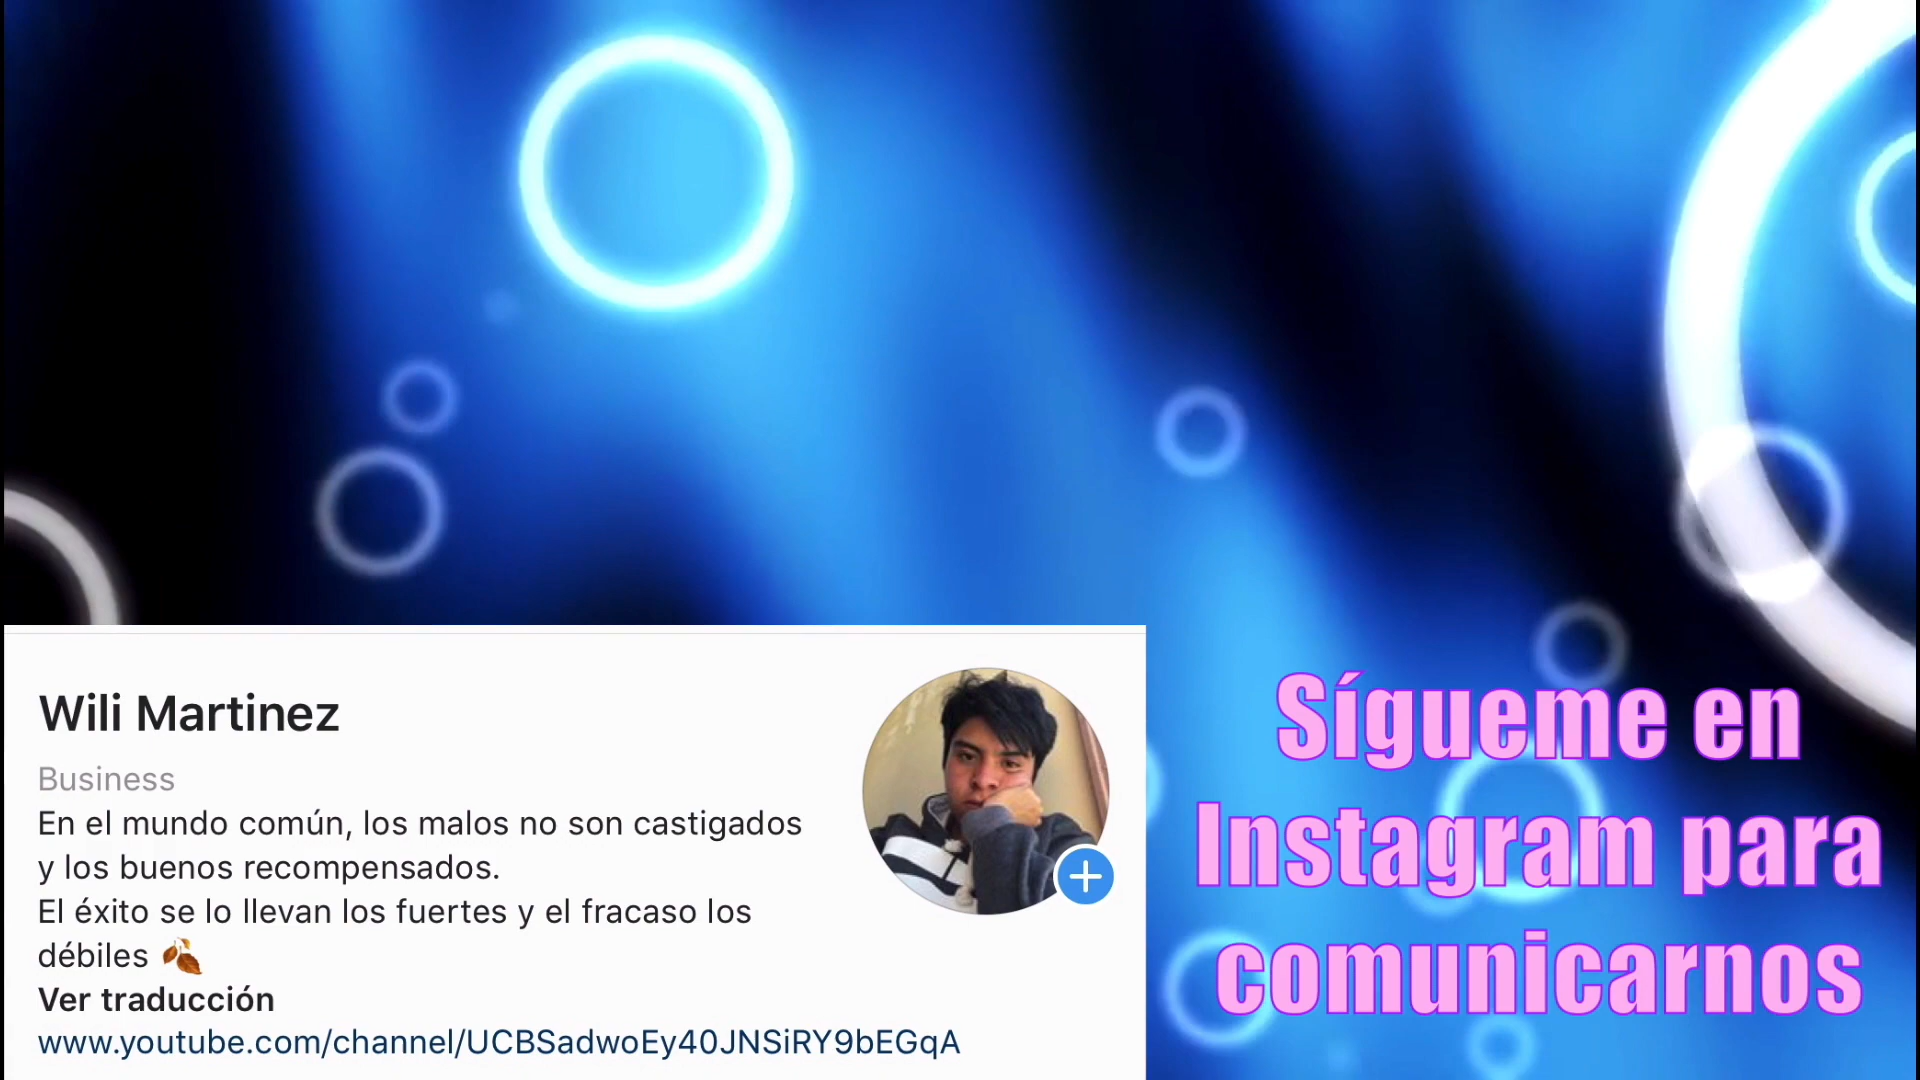 Wili Martinez
Business
En el mundo común, los malos no son castigados
y los buenos recompensados.
El éxito se lo llevan los fuertes y el fracaso los
débiles 🍂
Ver traducción
www.youtube.com/channel/UCBSadwoEy40JNSiRY9bEGqA
Sígueme en
Instagram para
comunicarnos